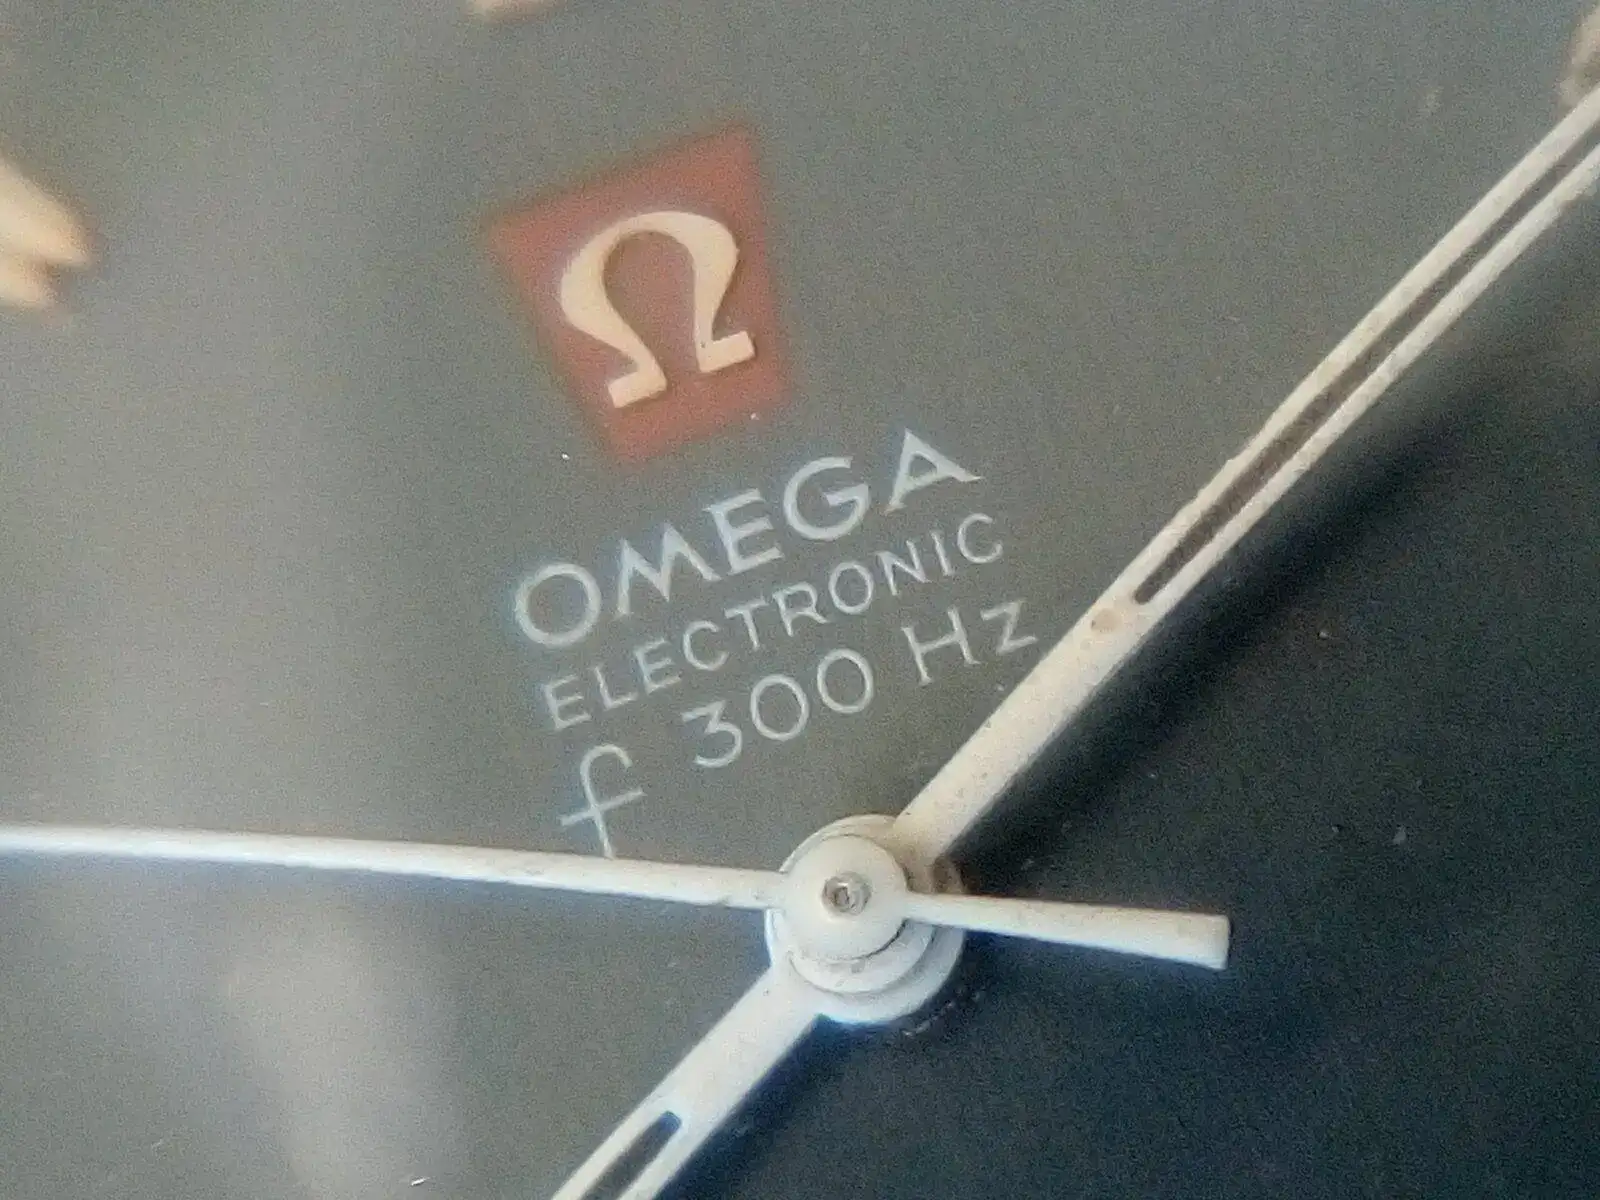 Ω
OMEGA
ELECTRONIC
f 300 Hz